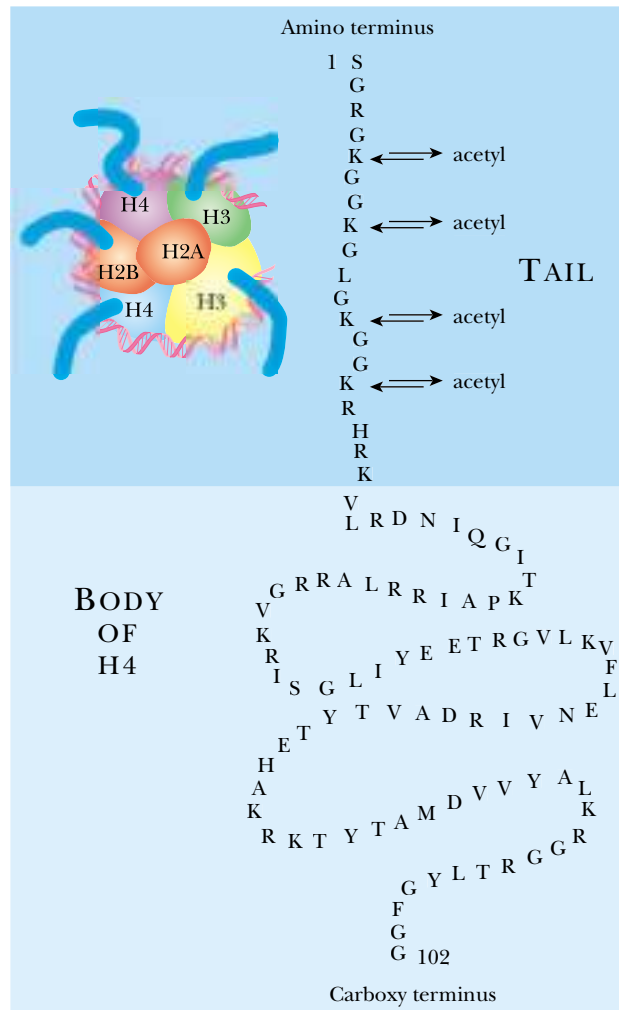 Amino terminus
1 S
G
R
G
K acetyl
G
G
K acetyl
G
L
G
K acetyl
G
G
K acetyl
R
H
R
K
TAIL
H4
H3
H2A
H2B
H3
H4
V
L R D N I Q G I T
G R R A L R R I A P K
V
K
R
I
S G L I Y E E T R G V L K V
F
L
T Y T V A D R I V N E
E
H
A
K
R K T Y T A M D V V Y A L
K
R
G Y L T R G G
F
G
G 102
BODY
OF
H4
Carboxy terminus